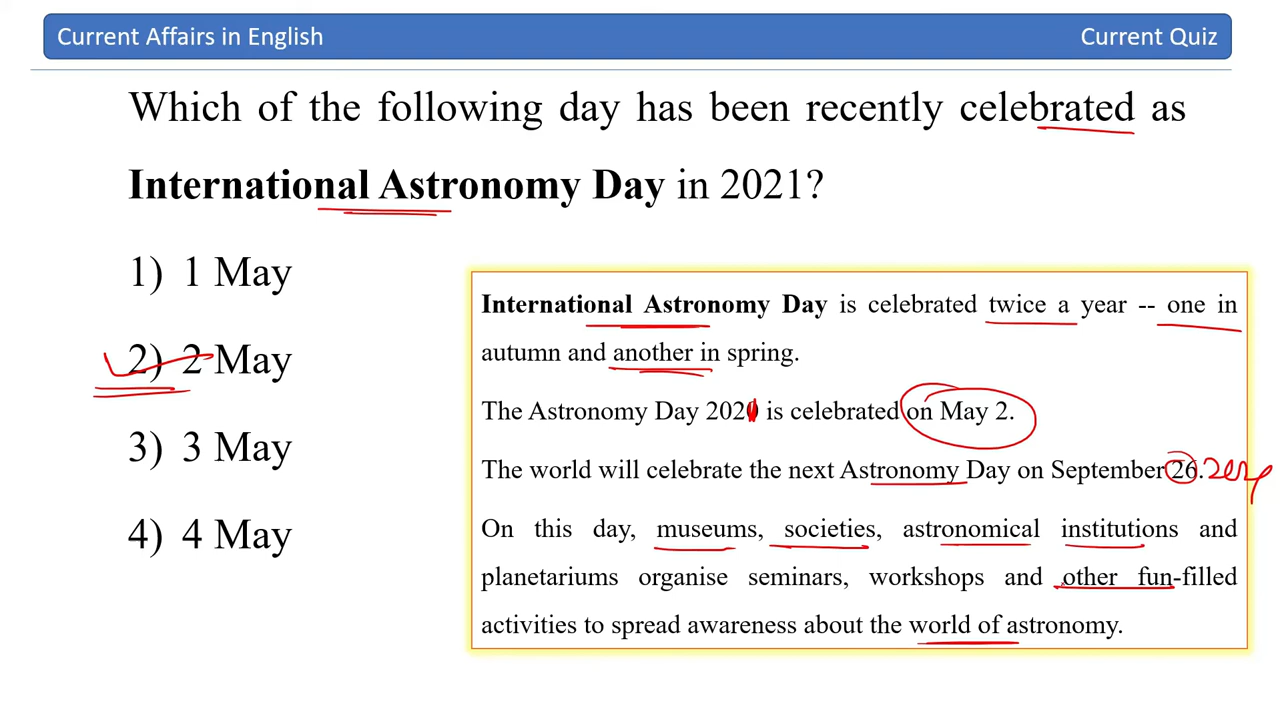 Current Affairs in English
Current Quiz
Which of the following day has been recently celebrated as
International Astronomy Day in 2021?
1) 1 May
2) 2 May
3) 3 May
4) 4 May
International Astronomy Day is celebrated twice a year -- one in
autumn and another in spring.
The Astronomy Day 2021 is celebrated on May 2.
The world will celebrate the next Astronomy Day on September 26.
On this day, museums, societies, astronomical institutions and
planetariums organise seminars, workshops and other fun-filled
activities to spread awareness about the world of astronomy.